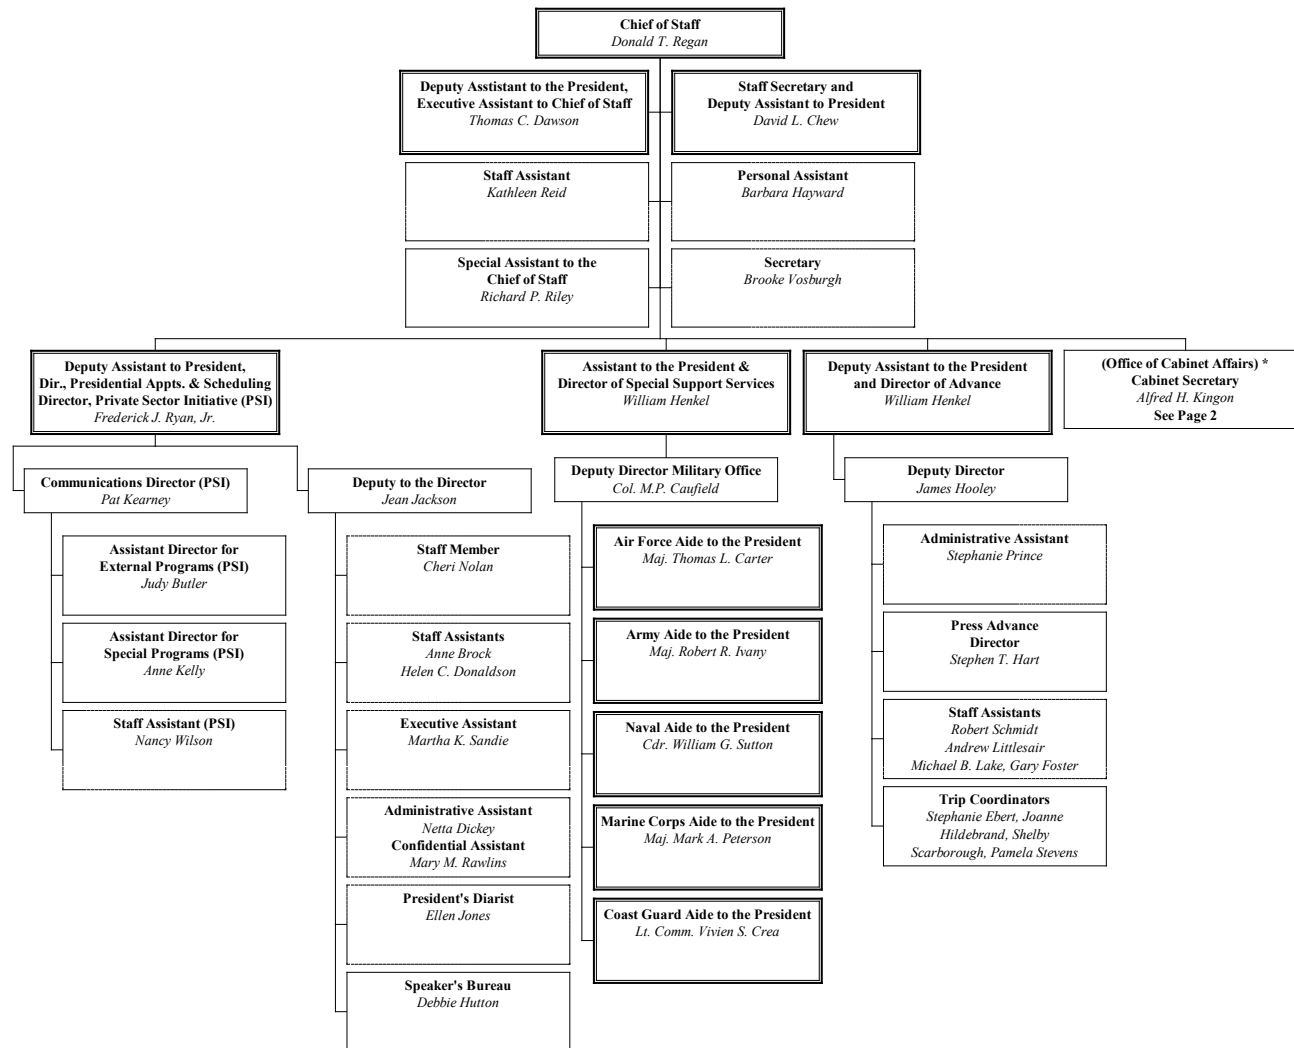 Chief of Staff
Donald T. Regan
Deputy Asstistant to the President,
Executive Assistant to Chief of Staff
Thomas C. Dawson
Staff Secretary and
Deputy Assistant to President
David L. Chew
Staff Assistant
Kathleen Reid
Personal Assistant
Barbara Hayward
Special Assistant to the
Chief of Staff
Richard P. Riley
Secretary
Brooke Vosburgh
Deputy Assistant to President,
Dir., Presidential Appts. & Scheduling
Director, Private Sector Initiative (PSI)
Frederick J. Ryan, Jr.
Assistant to the President &
Director of Special Support Services
William Henkel
Deputy Assistant to the President
and Director of Advance
William Henkel
(Office of Cabinet Affairs) *
Cabinet Secretary
Alfred H. Kingon
See Page 2
Communications Director (PSI)
Pat Kearney
Assistant Director for
External Programs (PSI)
Judy Butler
Assistant Director for
Special Programs (PSI)
Anne Kelly
Staff Assistant (PSI)
Nancy Wilson
Deputy to the Director
Jean Jackson
Staff Member
Cheri Nolan
Staff Assistants
Anne Brock
Helen C. Donaldson
Executive Assistant
Martha K. Sandie
Administrative Assistant
Netta Dickey
Confidential Assistant
Mary M. Rawlins
President's Diarist
Ellen Jones
Speaker's Bureau
Debbie Hutton
Deputy Director Military Office
Col. M.P. Caufield
Air Force Aide to the President
Maj. Thomas L. Carter
Army Aide to the President
Maj. Robert R. Ivany
Naval Aide to the President
Cdr. William G. Sutton
Marine Corps Aide to the President
Maj. Mark A. Peterson
Coast Guard Aide to the President
Lt. Comm. Vivien S. Crea
Deputy Director
James Hooley
Administrative Assistant
Stephanie Prince
Press Advance
Director
Stephen T. Hart
Staff Assistants
Robert Schmidt
Andrew Littlesair
Michael B. Lake, Gary Foster
Trip Coordinators
Stephanie Ebert, Joanne
Hildebrand, Shelby
Scarborough, Pamela Stevens